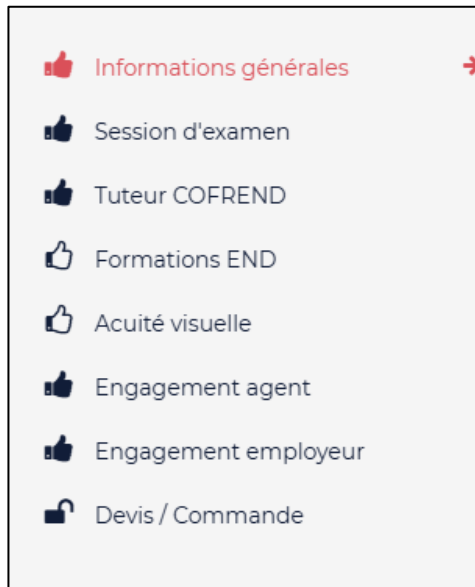 Informations générales
Session d'examen
Tuteur COFREND
Formations END
Acuité visuelle
Engagement agent
Engagement employeur
Devis / Commande